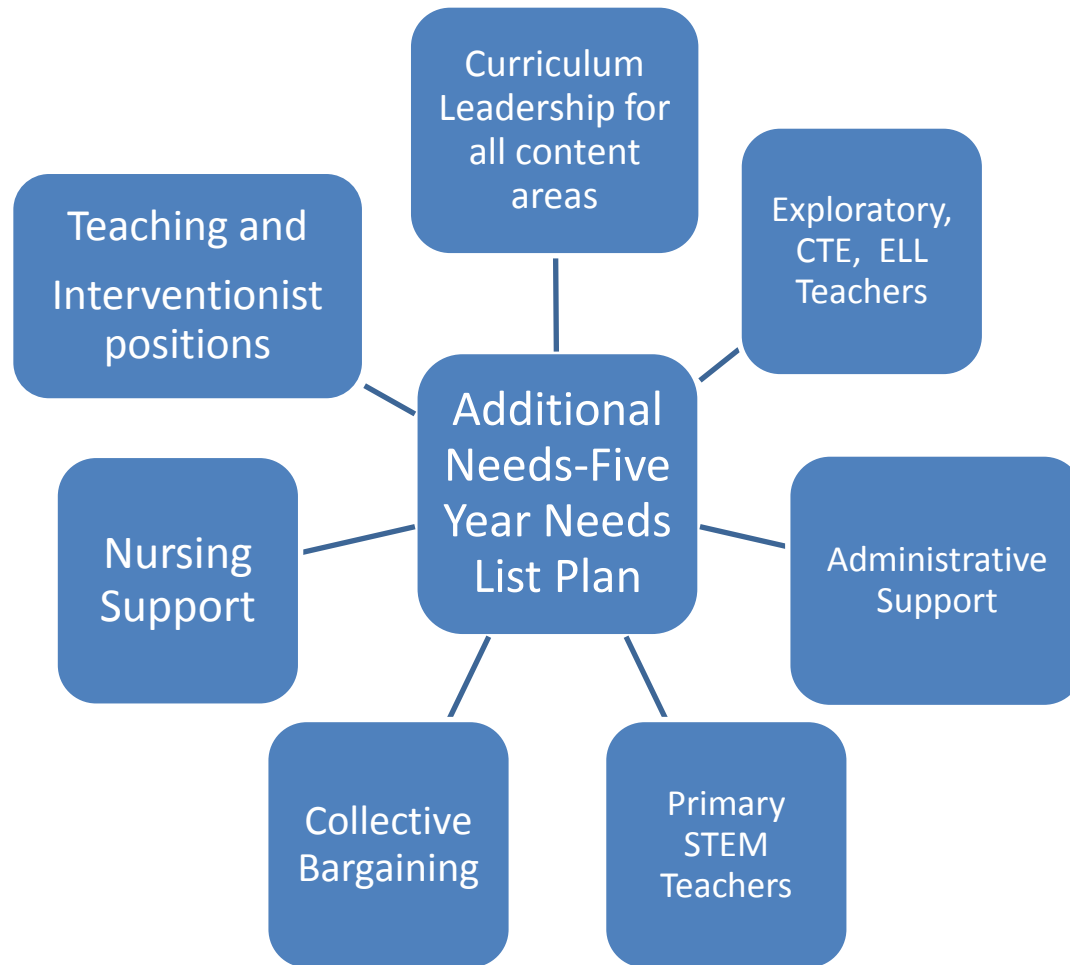 Curriculum
Leadership for
all content
areas
Exploratory,
CTE,  ELL
Teachers
Administrative
Support
Primary
STEM
Teachers
Collective
Bargaining
Nursing
Support
Teaching and
Interventionist
positions
Additional
Needs-Five
Year Needs
List Plan